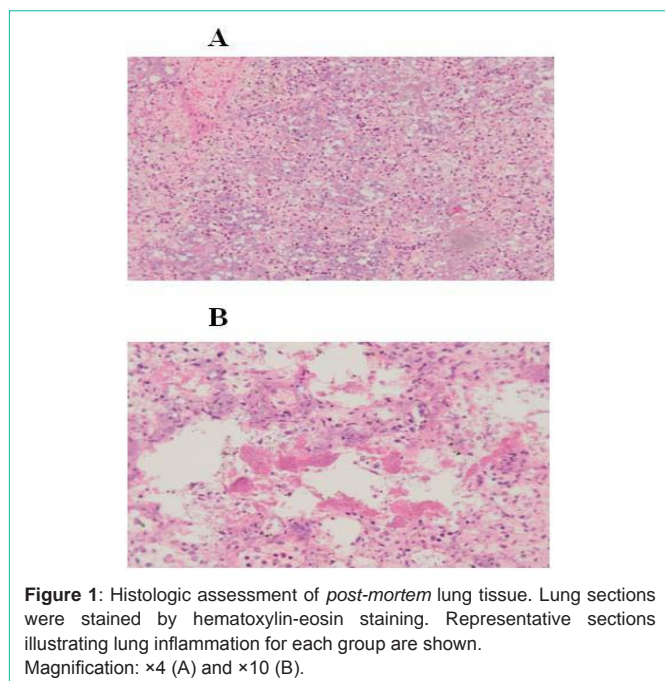 A
B
Figure 1: Histologic assessment of post-mortem lung tissue. Lung sections
were stained by hematoxylin-eosin staining. Representative sections
illustrating lung inflammation for each group are shown.
Magnification: ×4 (A) and ×10 (B).